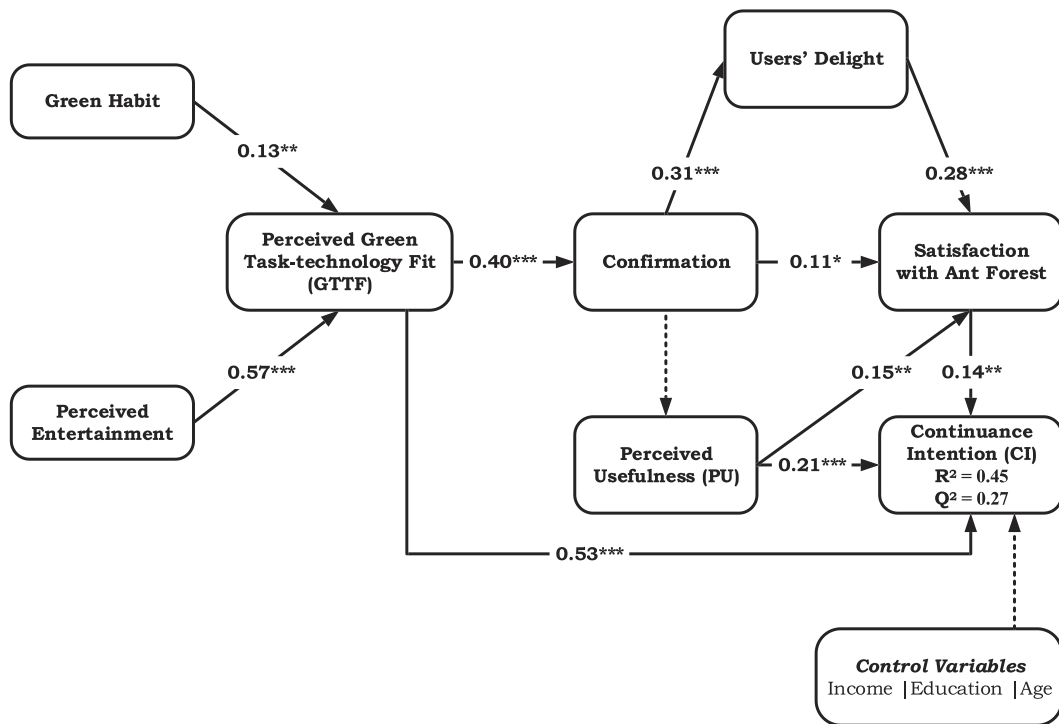 Users' Delight
Green Habit
0.13**
0.31***
0.28***
Perceived Green
Task-technology Fit
(GTTF)
0.40***
Confirmation
0.11*
Satisfaction
with Ant Forest
0.57***
0.15**
0.14**
Perceived
Entertainment
Perceived
Usefulness (PU)
0.21***
Continuance
Intention (CI)
R² = 0.45
Q² = 0.27
0.53***
Control Variables
Income |Education |Age